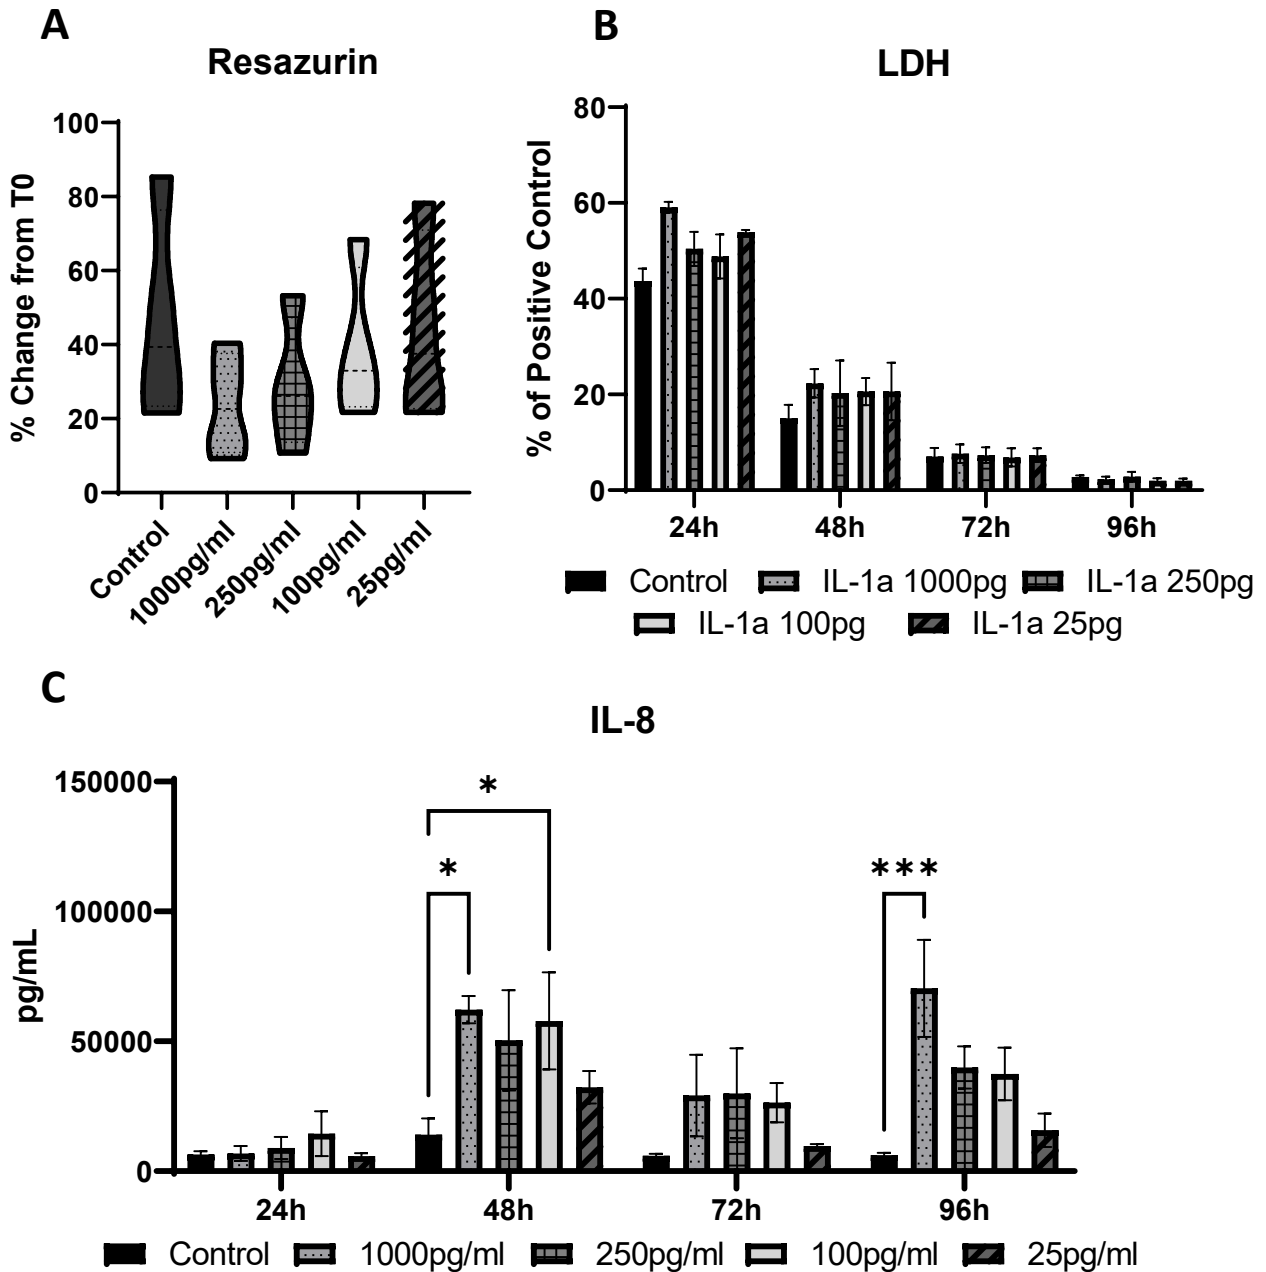 A
Resazurin
% Change from T0
100
80
60
40
20
0
Control
1000pg/ml
250pg/ml
100pg/ml
25pg/ml
B
LDH
% of Positive Control
80
60
40
20
0
24h 48h 72h 96h
Control IL-1a 1000pg IL-1a 250pg
IL-1a 100pg IL-1a 25pg
C
IL-8
pg/mL
150000
100000
50000
0
*
*
***
24h 48h 72h 96h
Control 1000pg/ml 250pg/ml 100pg/ml 25pg/ml